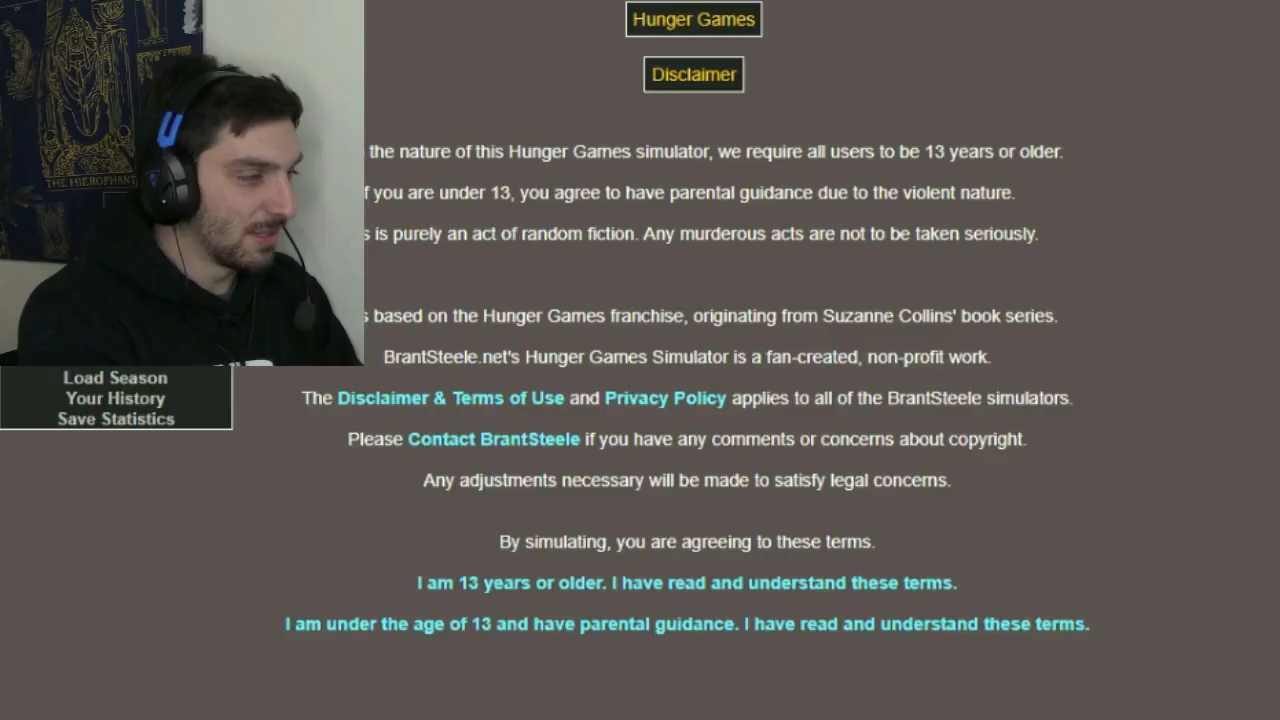 Hunger Games
Disclaimer
THE HIEROPHANT
the nature of this Hunger Games simulator, we require all users to be 13 years or older.
f you are under 13, you agree to have parental guidance due to the violent nature.
s is purely an act of random fiction. Any murderous acts are not to be taken seriously.
s based on the Hunger Games franchise, originating from Suzanne Collins' book series.
BrantSteele.net's Hunger Games Simulator is a fan-created, non-profit work.
Load Season
Your History
Save Statistics
The Disclaimer & Terms of Use and Privacy Policy applies to all of the BrantSteele simulators.
Please Contact BrantSteele if you have any comments or concerns about copyright.
Any adjustments necessary will be made to satisfy legal concerns.
By simulating, you are agreeing to these terms.
I am 13 years or older. I have read and understand these terms.
I am under the age of 13 and have parental guidance. I have read and understand these terms.